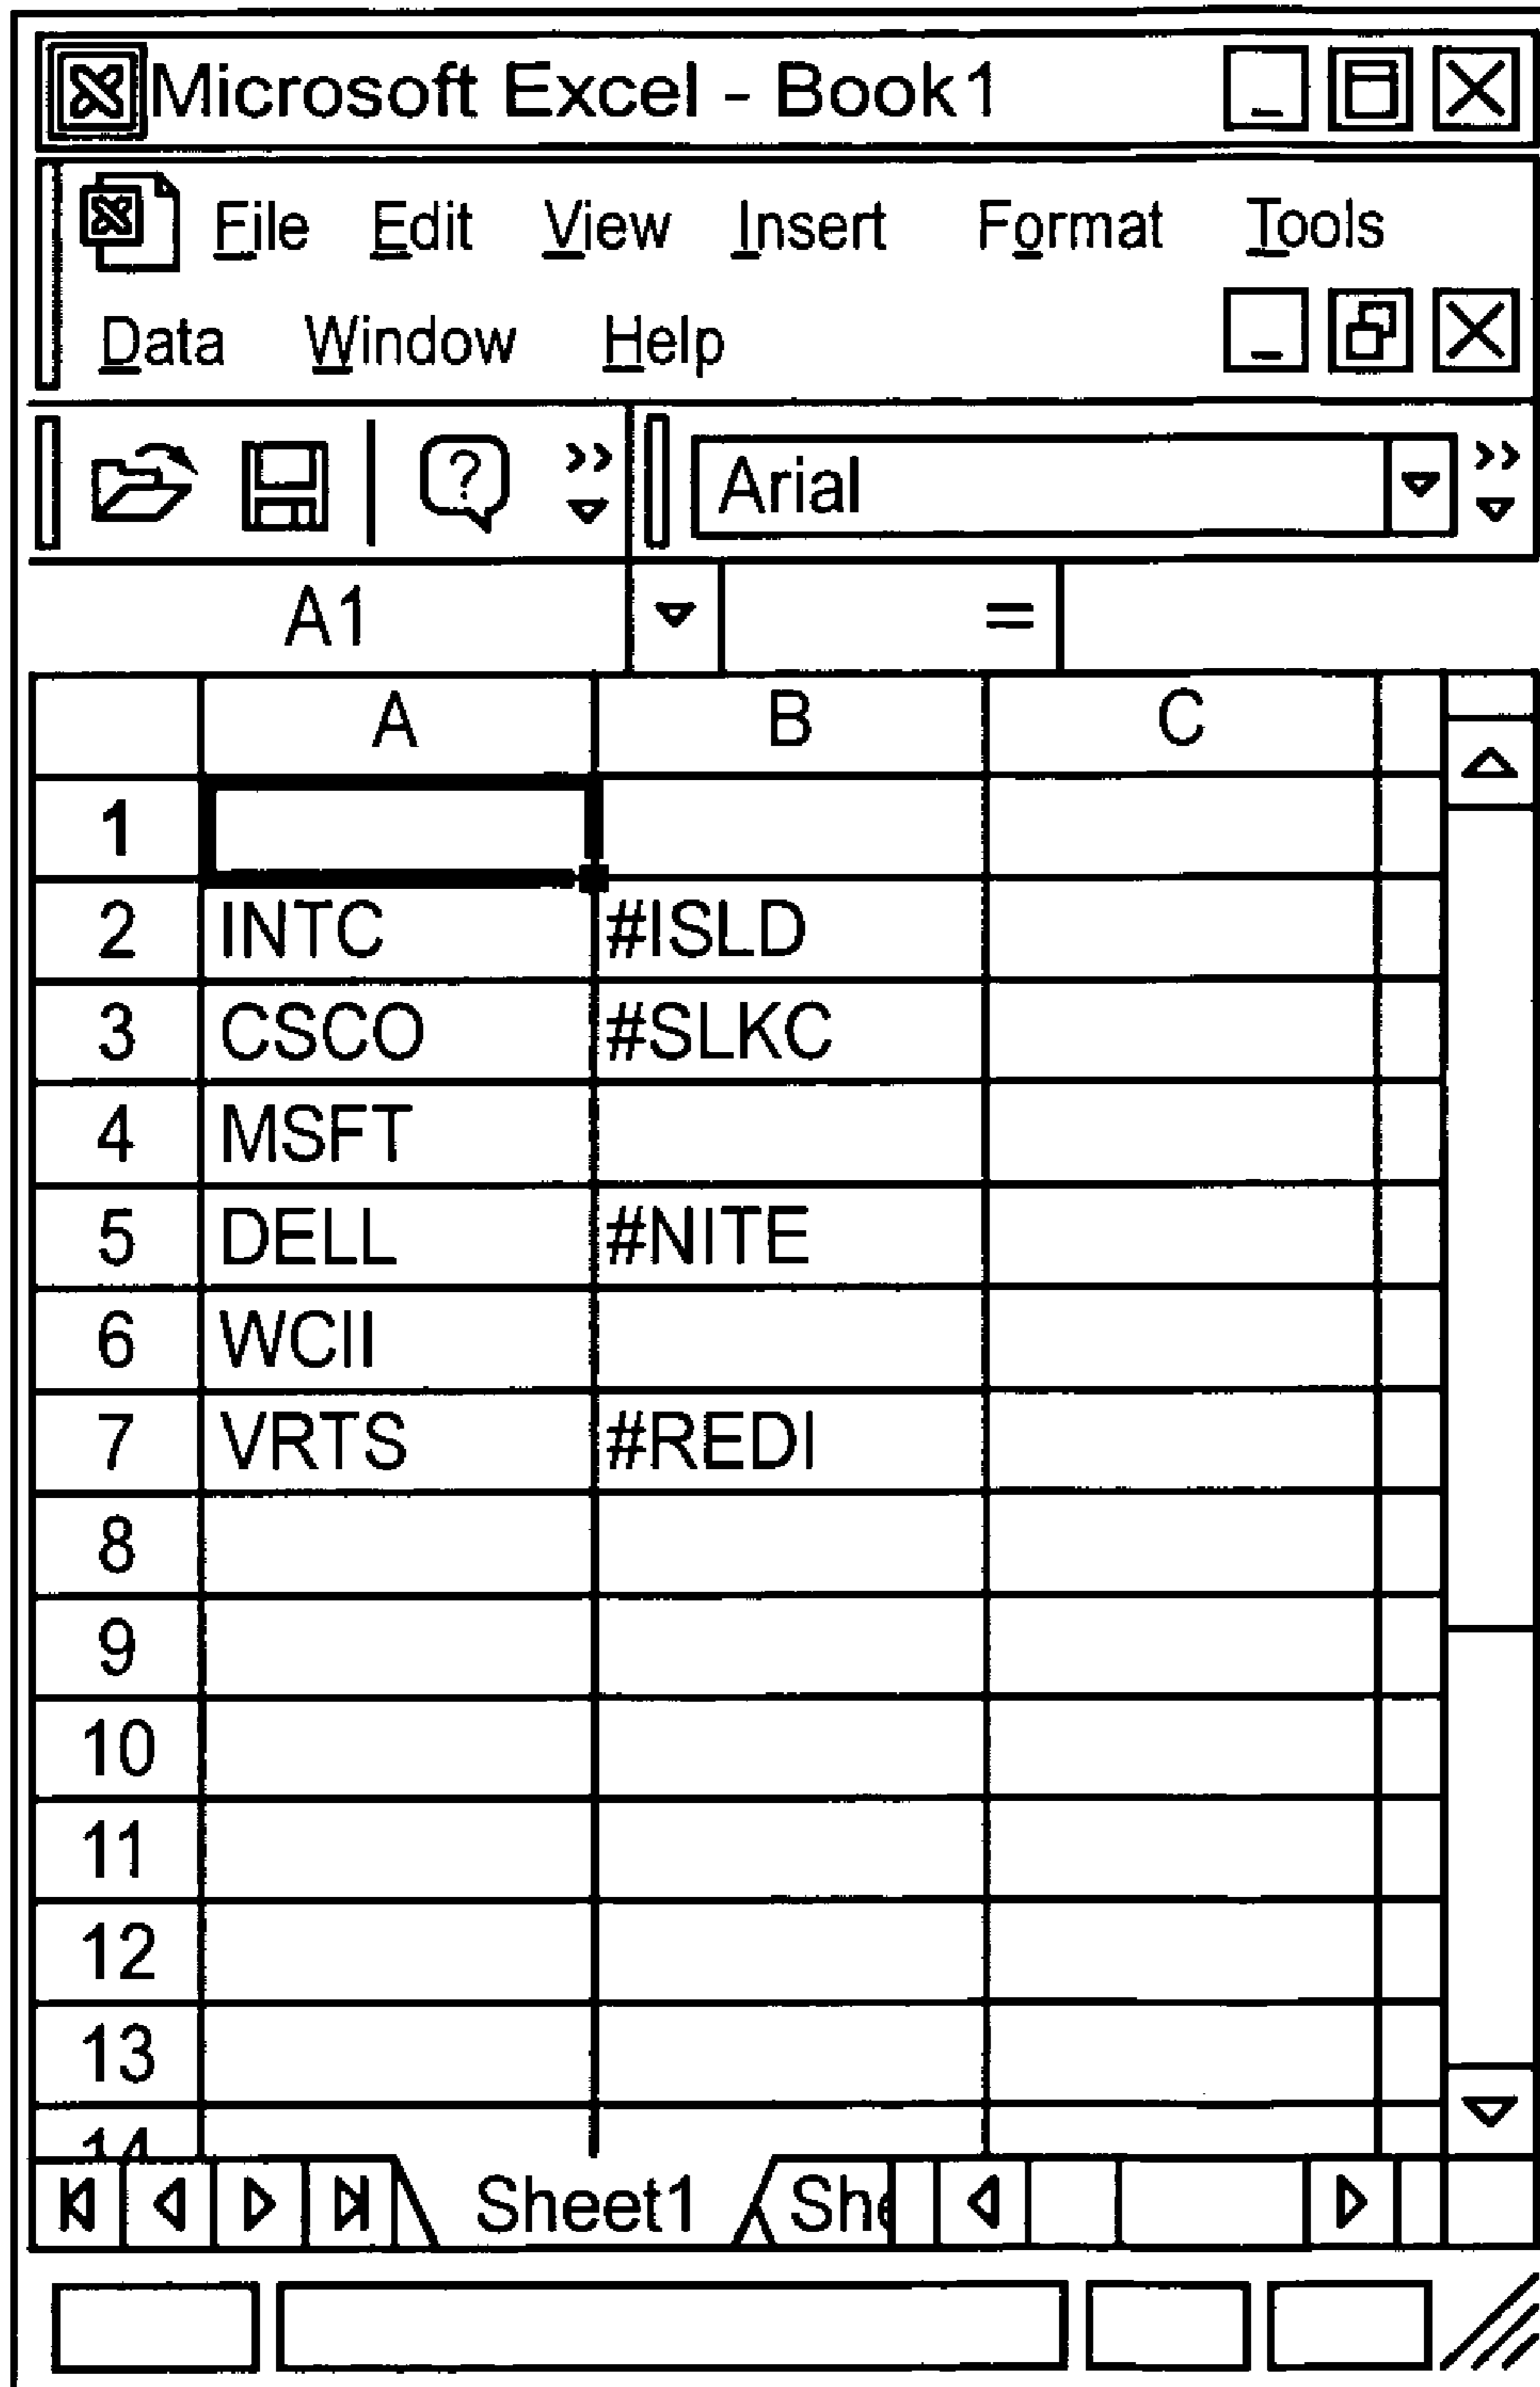 Microsoft Excel - Book1
File Edit View Insert Format Tools
Data Window Help
? >> Arial >>
A1 =
A B C
1
2 INTC #ISLD
3 CSCO #SLKC
4 MSFT
5 DELL #NITE
6 WCII
7 VRTS #REDI
8
9
10
11
12
13
14
Sheet1 She